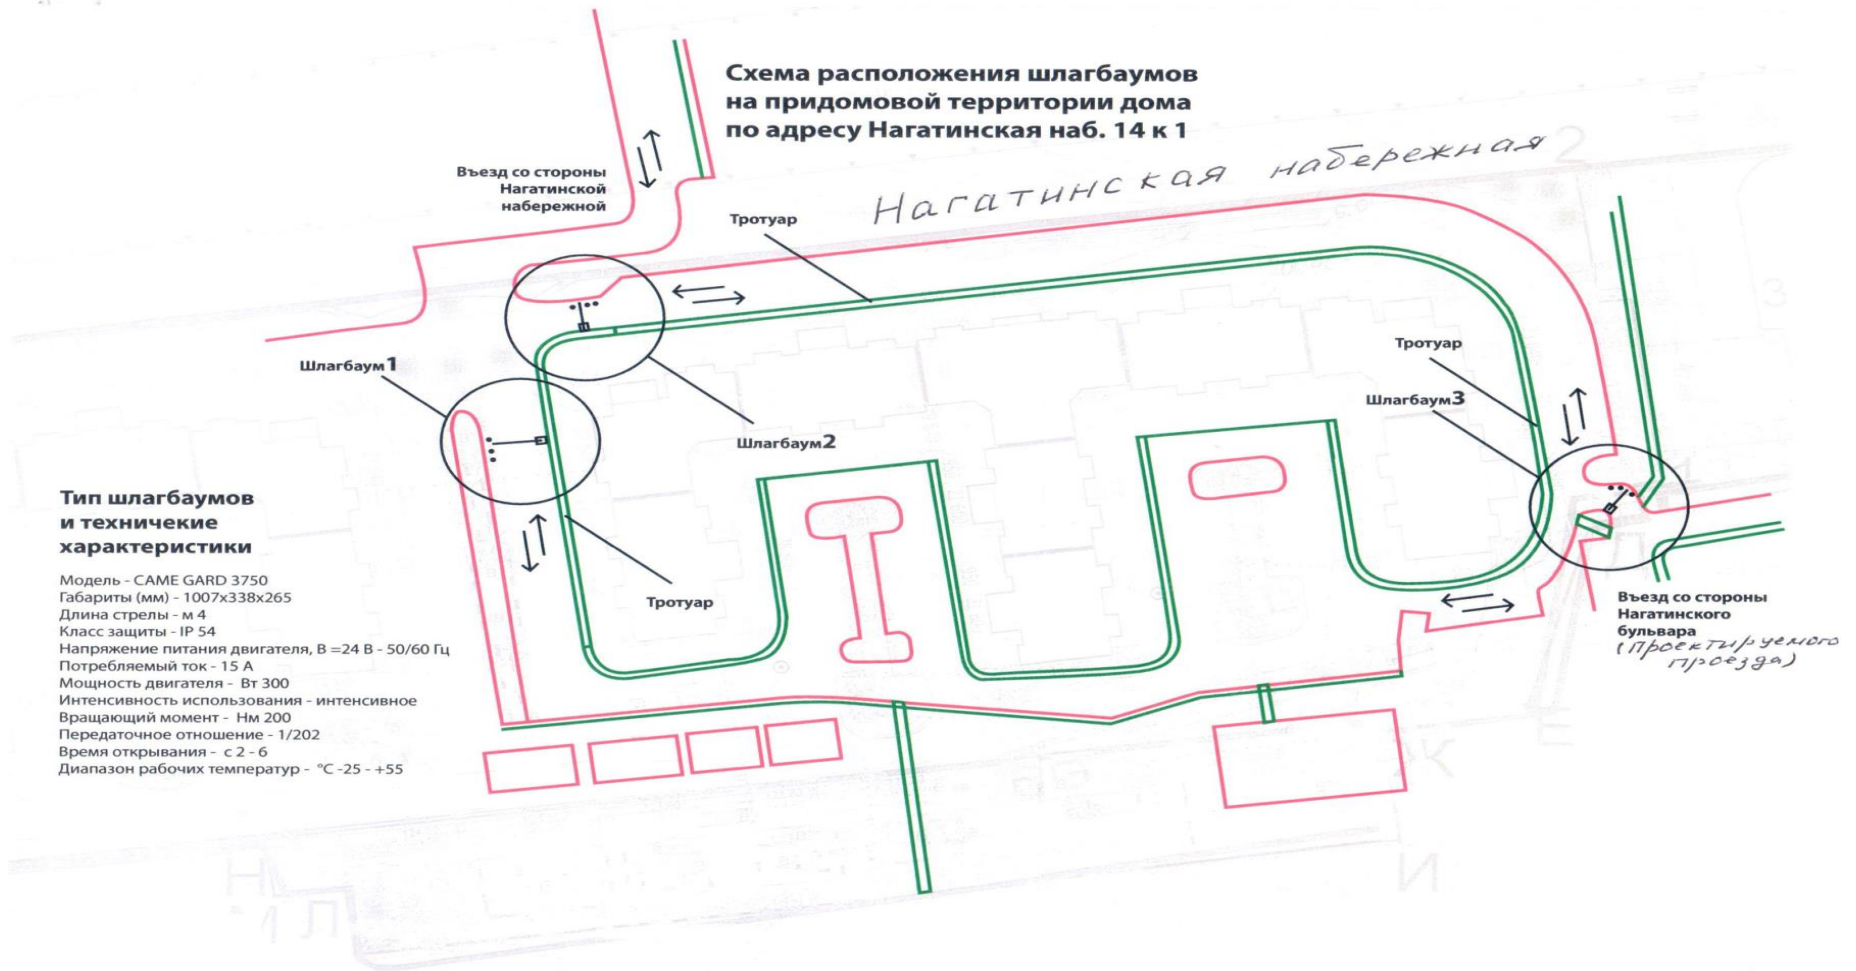 Схема расположения шлагбаумов
на придомовой территории дома
по адресу Нагатинская наб. 14 к 1
Нагатинская набережная
2
Въезд со стороны
Нагатинской
набережной
Тротуар
3
Шлагбаум1
Тротуар
Шлагбаум3
Шлагбаум2
Тип шлагбаумов
и техничекие
характеристики
Модель - CAME GARD 3750
Габариты (мм) - 1007x338x265
Длина стрелы - м 4
Класс защиты - IP 54
Напряжение питания двигателя, В =24 В - 50/60 Гц
Потребляемый ток - 15 А
Мощность двигателя - Вт 300
Интенсивность использования - интенсивное
Вращающий момент - Нм 200
Передаточное отношение - 1/202
Время открывания - с 2 - 6
Диапазон рабочих температур - °С -25 - +55
Тротуар
Въезд со стороны
Нагатинского
бульвара
(проектируемого
проезда)
Е
Ж
И
Н
Л